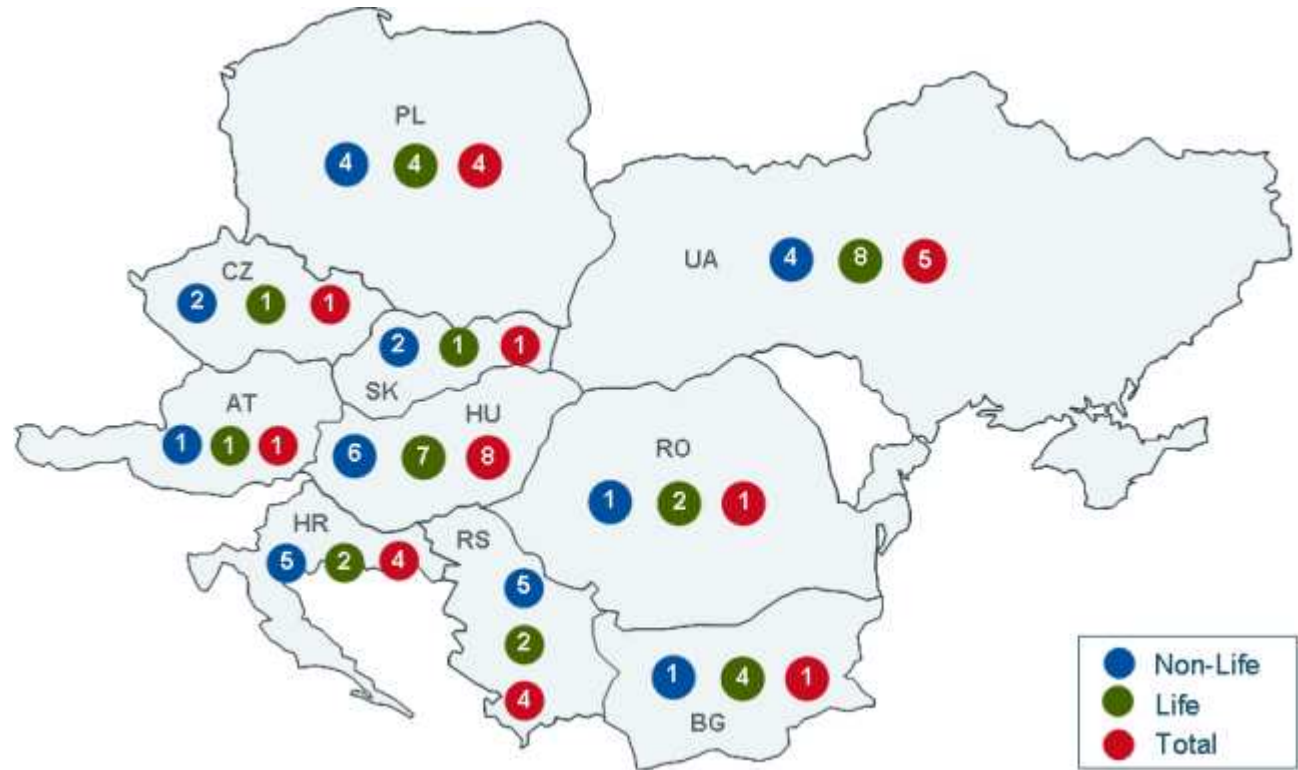 PL
4 4 4
UA
4 8 5
CZ
2 1 1
2 1 1
SK
AT
1 1 1
HU
6 7 8
RO
1 2 1
HR
5 2 4
RS
5
2
4
1 4 1
BG
Non-Life
Life
Total